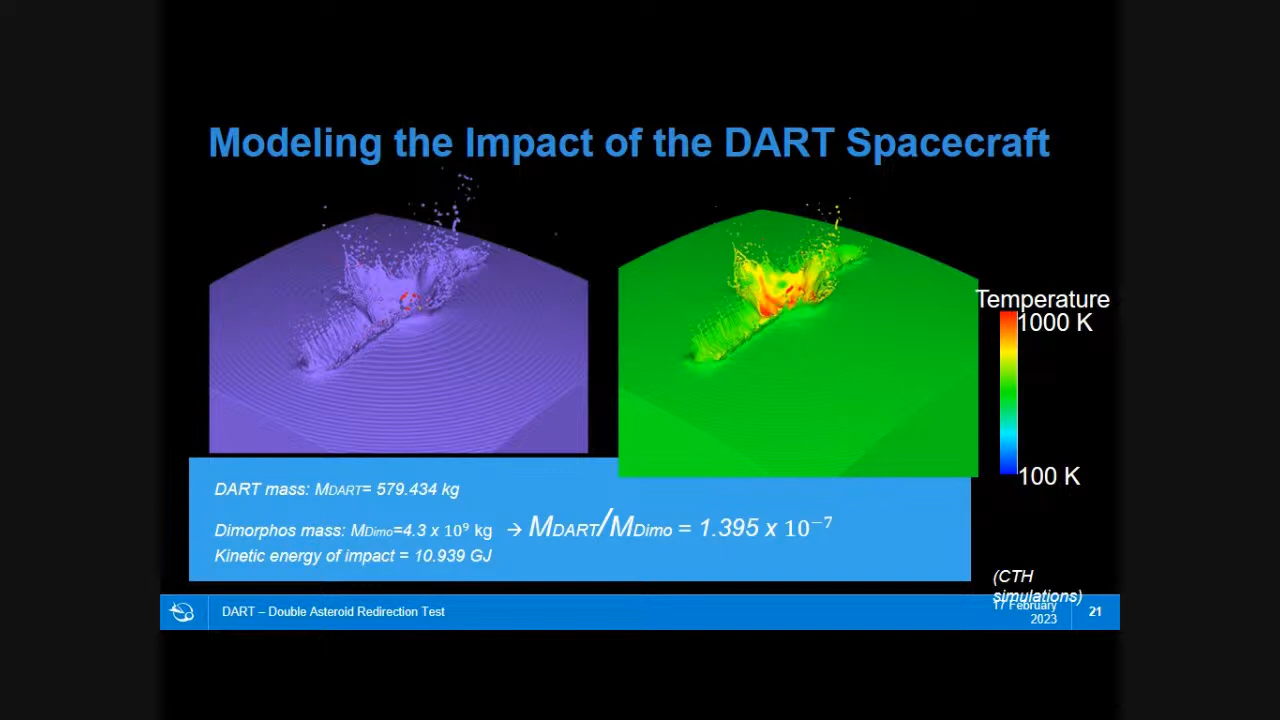 Modeling the Impact of the DART Spacecraft
Temperature
1000 K
100 K
DART mass: MDART= 579.434 kg
Dimorphos mass: MDimo=4.3 x 10⁹ kg → MDART/MDimo = 1.395 x 10⁻⁷
Kinetic energy of impact = 10.939 GJ
(CTH
simulations)
DART – Double Asteroid Redirection Test
17 February
2023
21